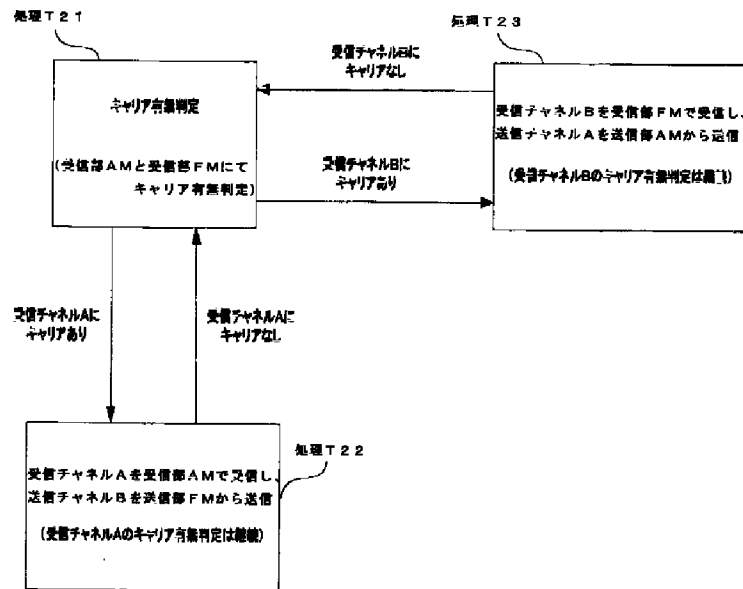 処理T21
キャリア有無判定
(受信部AMと受信部FMにて
キャリア有無判定)
受信チャネルBに
キャリアなし
受信チャネルBに
キャリアあり
処理T23
受信チャネルBを受信部FMで受信し、
送信チャネルAを送信部AMから送信
(受信チャネルBのキャリア有無判定は継続)
受信チャネルAに
キャリアあり
受信チャネルAに
キャリアなし
処理T22
受信チャネルAを受信部AMで受信し、
送信チャネルBを送信部FMから送信
(受信チャネルAのキャリア有無判定は継続)